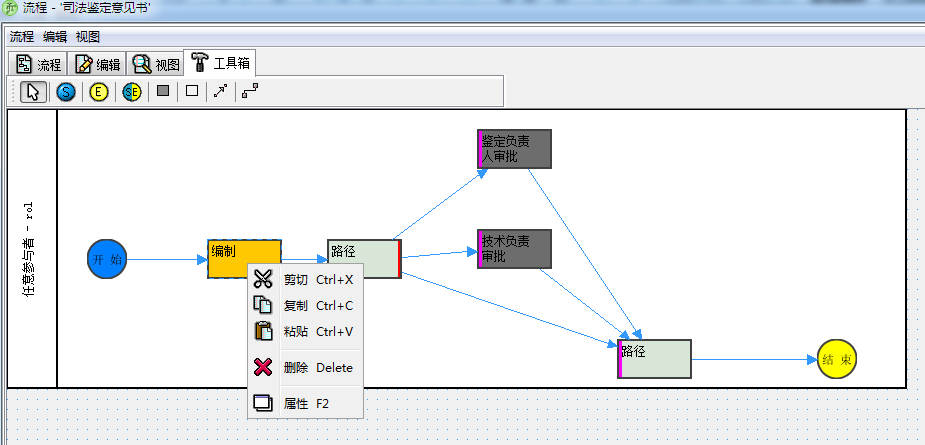 流程 - '司法鉴定意见书'
流程 编辑 视图
流程 编辑 视图 工具箱
S E SE
任意参与者 - rol
开 始
编制
路径
鉴定负责
人审批
技术负责
审批
路径
结 束
剪切 Ctrl+X
复制 Ctrl+C
粘贴 Ctrl+V
删除 Delete
属性 F2